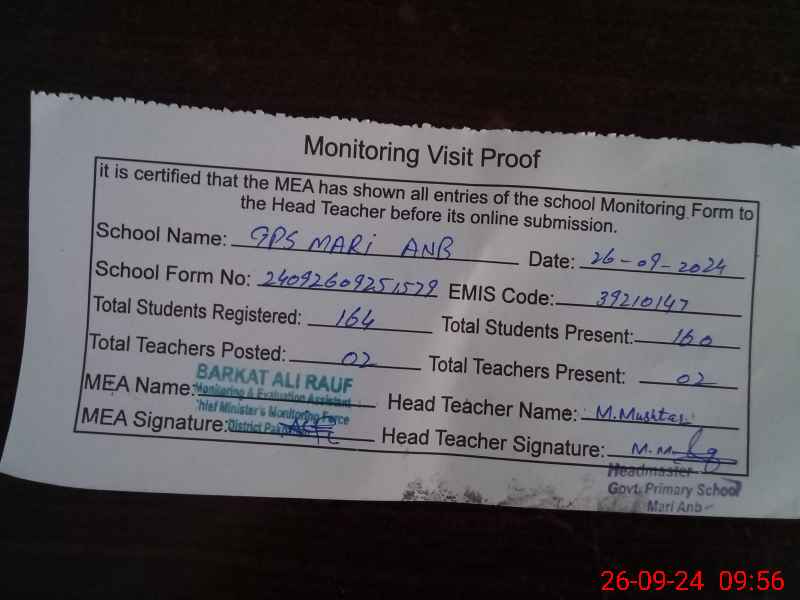 Monitoring Visit Proof
it is certified that the MEA has shown all entries of the school Monitoring Form to
the Head Teacher before its online submission.
School Name: GPS MARI ANB Date: 26-09-2024
School Form No: 24092609251579 EMIS Code: 39210147
Total Students Registered: 164 Total Students Present: 160
Total Teachers Posted: 02 Total Teachers Present: 02
BARKAT ALI RAUF
MEA Name: Monitoring & Evaluation Assistant Head Teacher Name: M.Mushtaq
Chief Minister's Monitoring Force
MEA Signature: District Head Teacher Signature: M.M
Headmaster
Govt. Primary School
Mari Anb
26-09-24 09:56